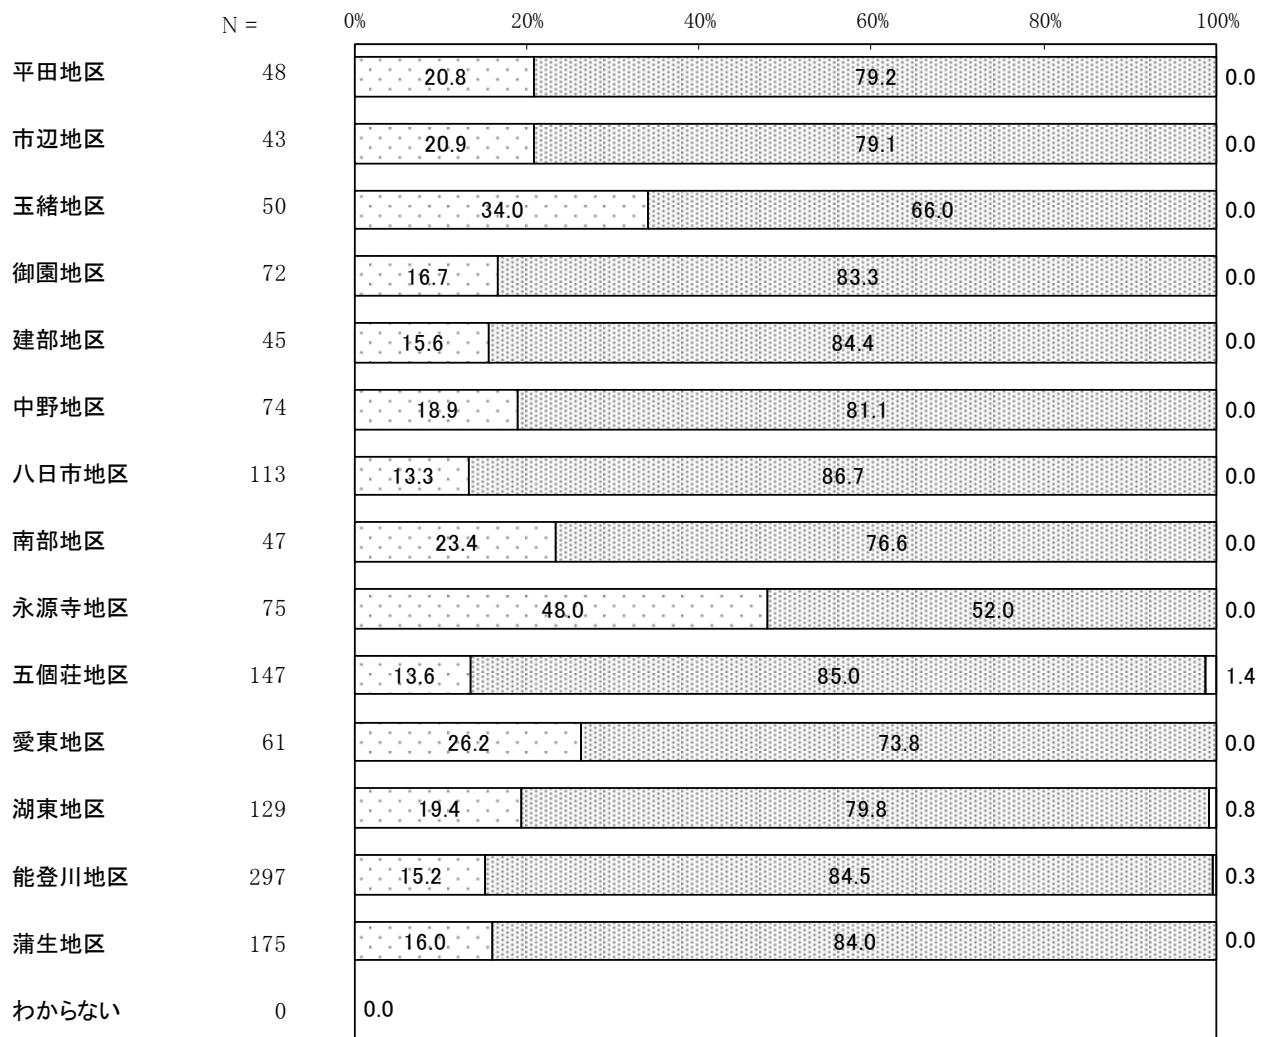 N = 0% 20% 40% 60% 80% 100%
平田地区 48 20.8 79.2 0.0
市辺地区 43 20.9 79.1 0.0
玉緒地区 50 34.0 66.0 0.0
御園地区 72 16.7 83.3 0.0
建部地区 45 15.6 84.4 0.0
中野地区 74 18.9 81.1 0.0
八日市地区 113 13.3 86.7 0.0
南部地区 47 23.4 76.6 0.0
永源寺地区 75 48.0 52.0 0.0
五個荘地区 147 13.6 85.0 1.4
愛東地区 61 26.2 73.8 0.0
湖東地区 129 19.4 79.8 0.8
能登川地区 297 15.2 84.5 0.3
蒲生地区 175 16.0 84.0 0.0
わからない 0 0.0